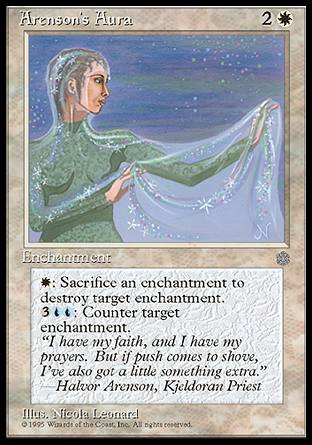 Arenson's Aura 2
Enchantment
: Sacrifice an enchantment to
destroy target enchantment.
3 : Counter target
enchantment.
"I have my faith, and I have my
prayers. But if push comes to shove,
I've also got a little something extra."
—Halvor Arenson, Kjeldoran Priest
Illus. Nicola Leonard
©1995 Wizards of the Coast, Inc. All rights reserved.